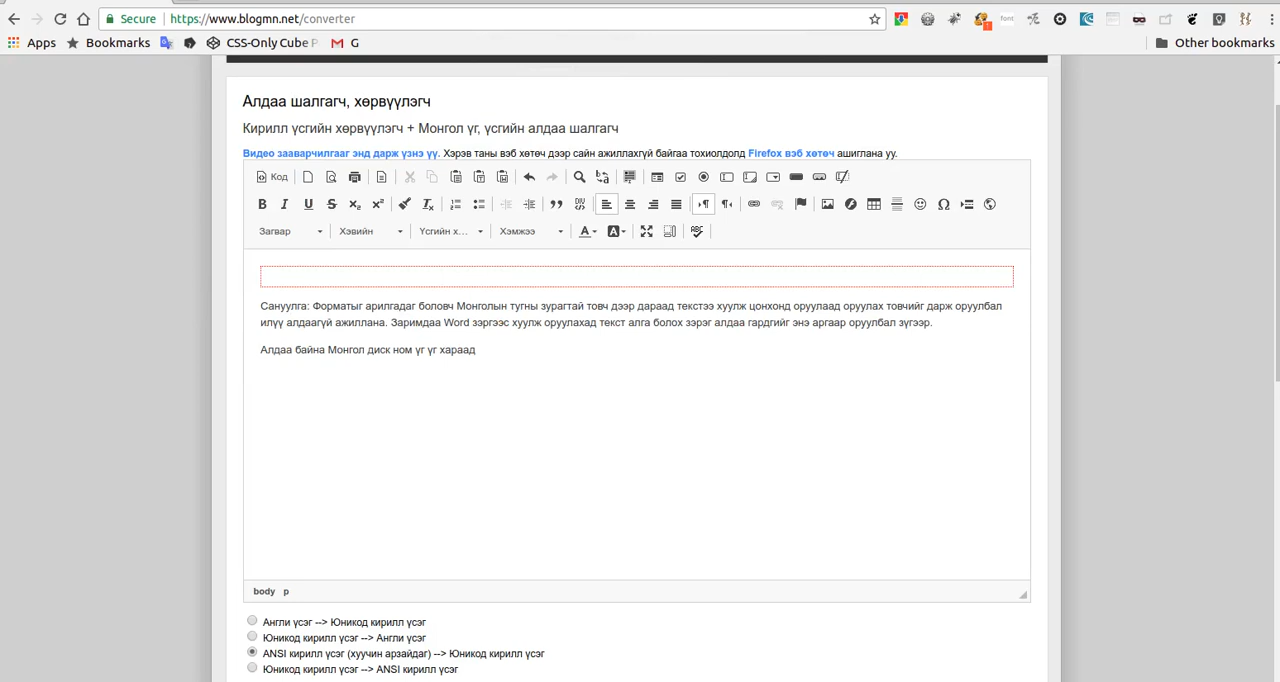 Secure https://www.blogmn.net/converter
Apps Bookmarks CSS-Only Cube P G Other bookmarks
Алдаа шалгагч, хөрвүүлэгч
Кирилл үсгийн хөрвүүлэгч + Монгол үг, үсгийн алдаа шалгагч
Видео зааварчилгааг энд дарж үзнэ үү. Хэрэв таны вэб хөтөч дээр сайн ажиллахгүй байгаа тохиолдолд Firefox вэб хөтөч ашиглана уу.
Код
Загвар Хэвийн Үсгийн х... Хэмжээ
Сануулга: Форматыг арилгадаг боловч Монголын тугны зурагтай товч дээр дараад текстээ хуулж цонхонд оруулаад оруулах товчийг дарж оруулбал
илүү алдаагүй ажиллана. Заримдаа Word зэргээс хуулж оруулахад текст алга болох зэрэг алдаа гардгийг энэ аргаар оруулбал зүгээр.
Алдаа байна Монгол диск ном үг үг хараад
body p
Англи үсэг --> Юникод кирилл үсэг
Юникод кирилл үсэг --> Англи үсэг
ANSI кирилл үсэг (хуучин арзайдаг) --> Юникод кирилл үсэг
Юникод кирилл үсэг --> ANSI кирилл үсэг